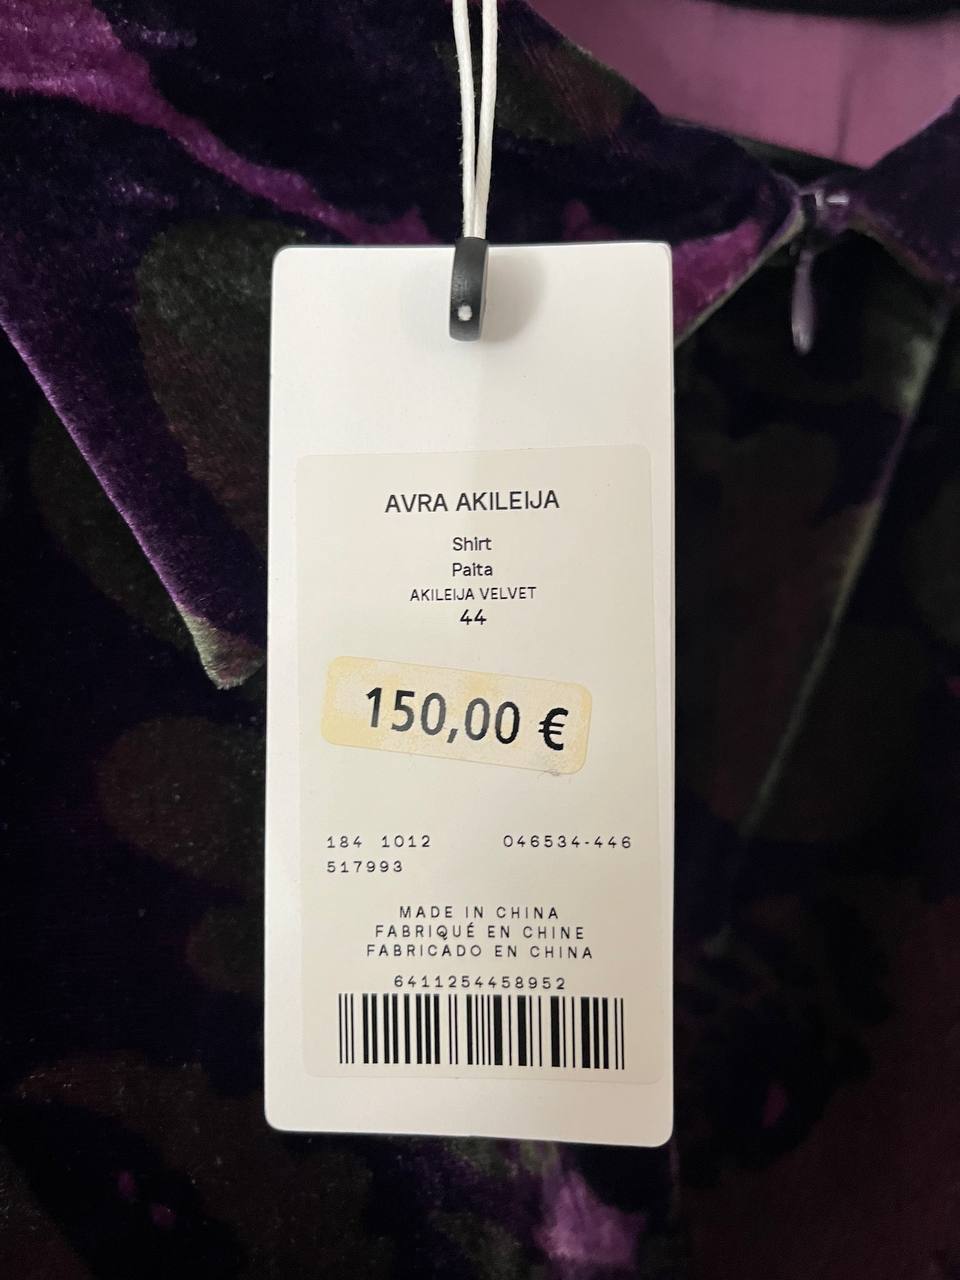 AVRA AKILEIJA
Shirt
Paita
AKILEIJA VELVET
44
150,00 €
184 1012 046534-446
517993
MADE IN CHINA
FABRIQUÉ EN CHINE
FABRICADO EN CHINA
6411254458952